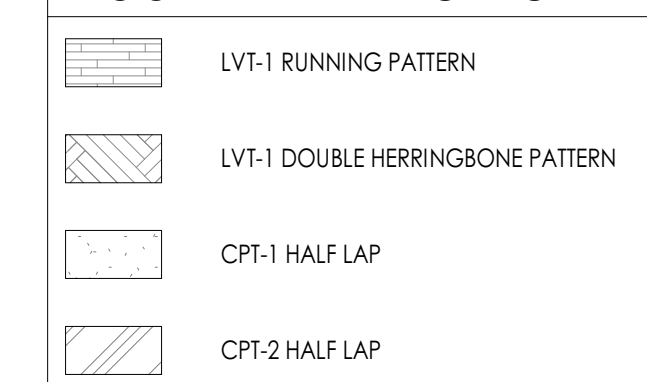 LVT-1 RUNNING PATTERN
LVT-1 DOUBLE HERRINGBONE PATTERN
CPT-1 HALF LAP
CPT-2 HALF LAP